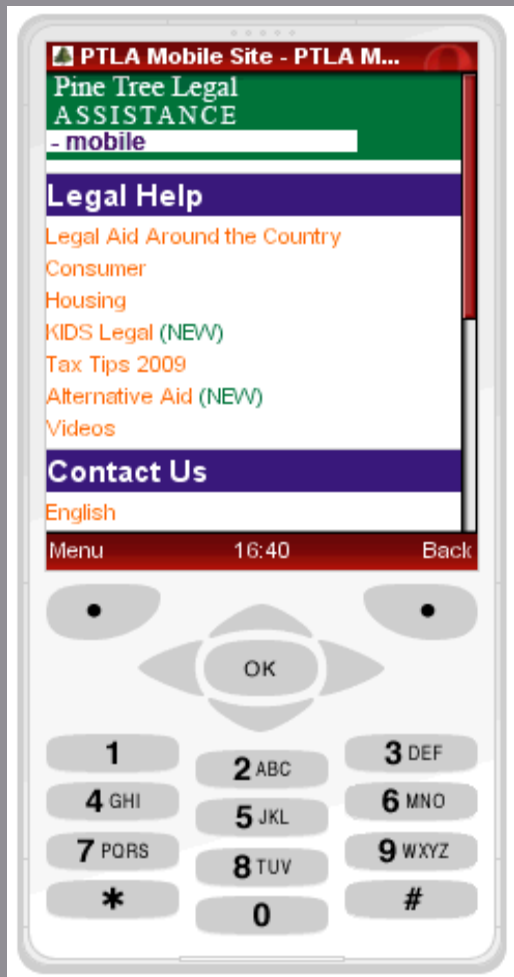 PTLA Mobile Site - PTLA M...
Pine Tree Legal
ASSISTANCE
- mobile
Legal Help
Legal Aid Around the Country
Consumer
Housing
KIDS Legal (NEW)
Tax Tips 2009
Alternative Aid (NEW)
Videos
Contact Us
English
Menu 16:40 Back
OK
1 2 ABC 3 DEF
4 GHI 5 JKL 6 MNO
7 PQRS 8 TUV 9 WXYZ
* 0 #